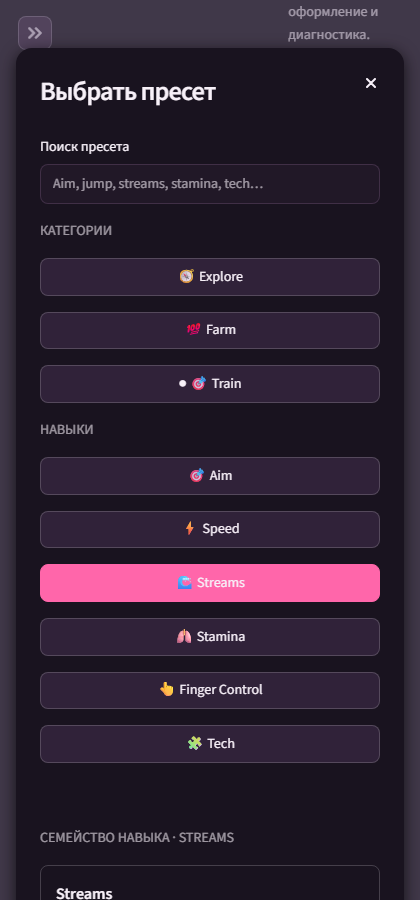 оформление и
диагностика.
Выбрать пресет
Поиск пресета
Aim, jump, streams, stamina, tech…
КАТЕГОРИИ
🧭 Explore
💯 Farm
● 🎯 Train
НАВЫКИ
🎯 Aim
⚡ Speed
🌊 Streams
🫁 Stamina
👆 Finger Control
🧩 Tech
СЕМЕЙСТВО НАВЫКА · STREAMS
Streams